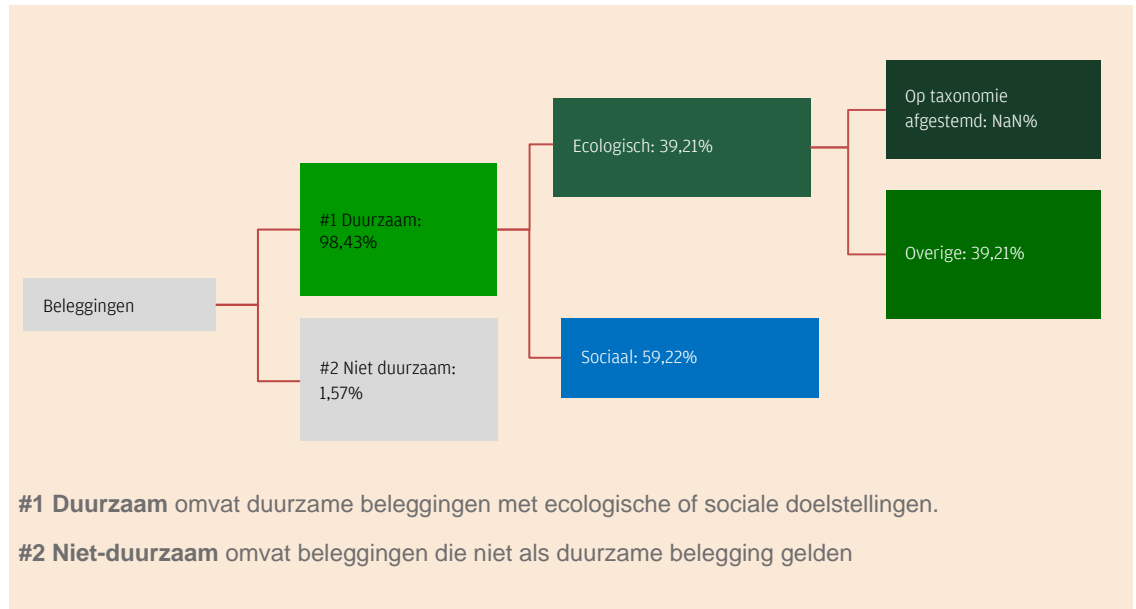 Op taxonomie
afgestemd: NaN%
Ecologisch: 39,21%
#1 Duurzaam:
98,43%
Overige: 39,21%
Beleggingen
Sociaal: 59,22%
#2 Niet duurzaam:
1,57%
#1 Duurzaam omvat duurzame beleggingen met ecologische of sociale doelstellingen.
#2 Niet-duurzaam omvat beleggingen die niet als duurzame belegging gelden